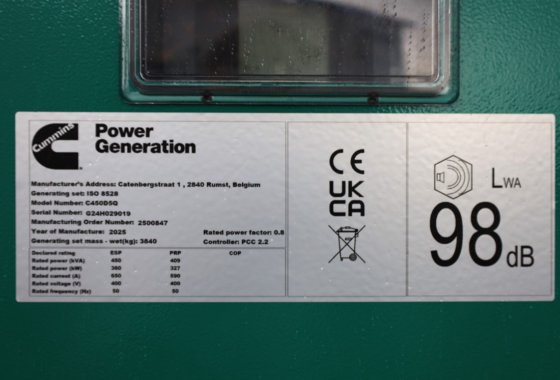 Cummins
Power
Generation
Manufacturer's Address: Catenbergstraat 1 , 2840 Rumst, Belgium
Generating set: ISO 8528
Model Number: C450D5Q
Serial Number: G24H029019
Manufacturing Order Number: 2500847
Year of Manufacture: 2025 Rated power factor: 0.8
Generating set mass - wet(kg): 3840 Controller: PCC 2.2
Declared rating ESP PRP COP
Rated power (kVA) 450 409
Rated power (kW) 360 327
Rated current (A) 650 590
Rated voltage (V) 400 400
Rated frequency (Hz) 50 50
CE
UK
CA
LWA
98 dB